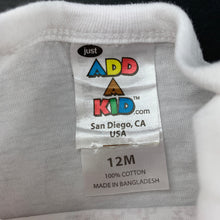 just
ADD
A
KID.com
San Diego, CA
USA
12M
100% COTTON
MADE IN BANGLADESH